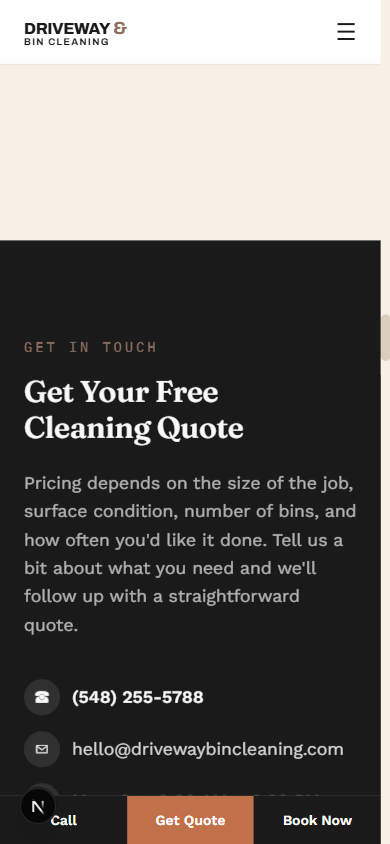 DRIVEWAY &
BIN CLEANING
GET IN TOUCH
Get Your Free
Cleaning Quote
Pricing depends on the size of the job,
surface condition, number of bins, and
how often you'd like it done. Tell us a
bit about what you need and we'll
follow up with a straightforward
quote.
(548) 255-5788
hello@drivewaybincleaning.com
N
Call
Get Quote
Book Now